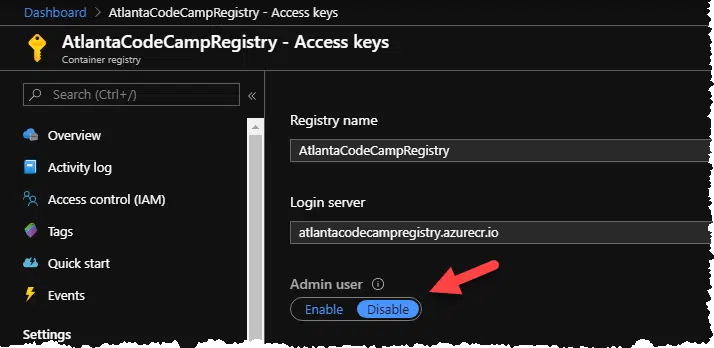 Dashboard > AtlantaCodeCampRegistry - Access keys
AtlantaCodeCampRegistry - Access keys
Container registry
Search (Ctrl+/)
«
Overview
Activity log
Access control (IAM)
Tags
Quick start
Events
Settings
Registry name
AtlantaCodeCampRegistry
Login server
atlantacodecampregistry.azurecr.io
Admin user
Enable Disable